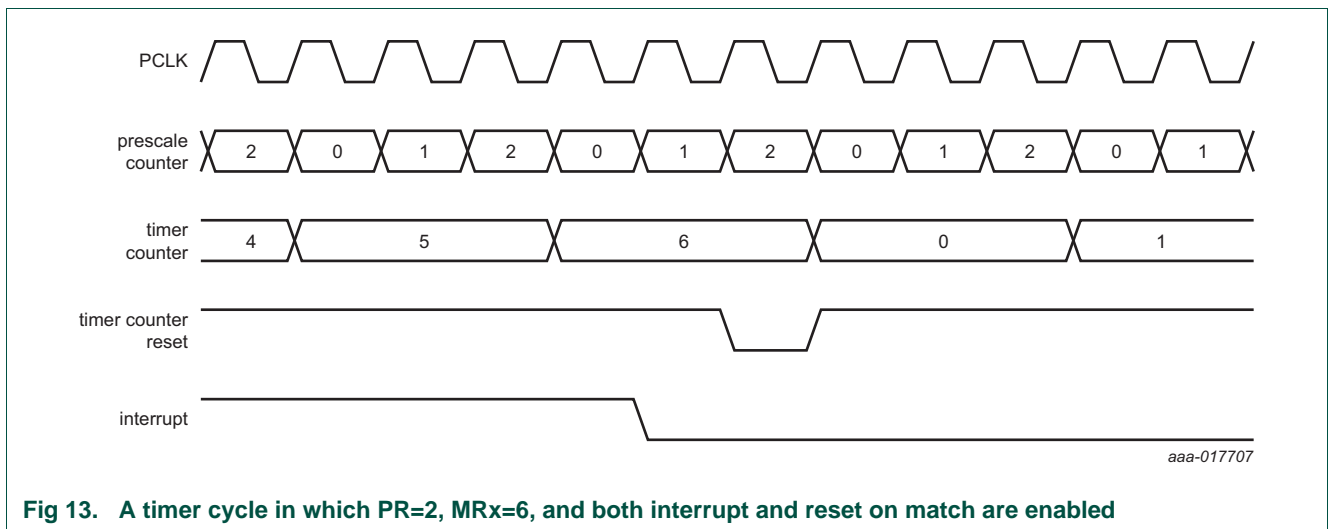 PCLK
prescale
counter
2 0 1 2 0 1 2 0 1 2 0 1
timer
counter
4 5 6 0 1
timer counter
reset
interrupt
aaa-017707
Fig 13. A timer cycle in which PR=2, MRx=6, and both interrupt and reset on match are enabled